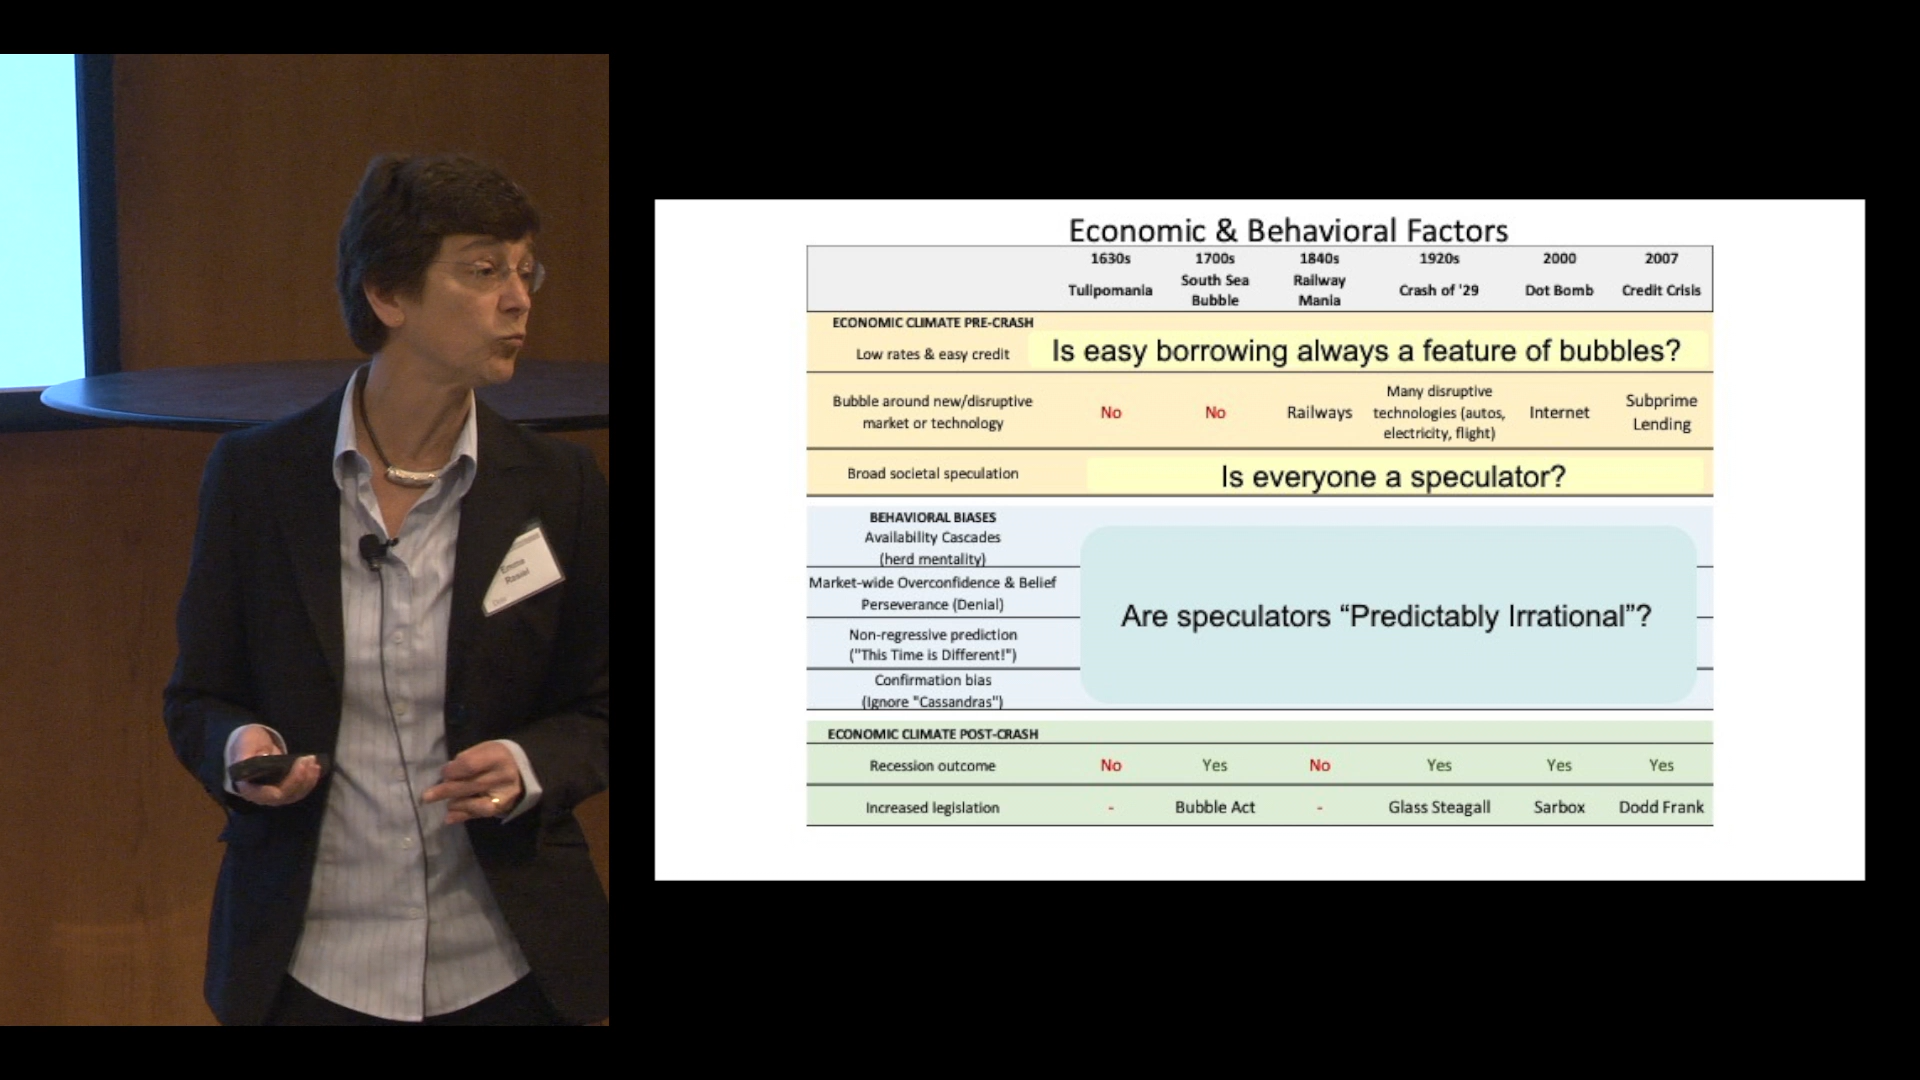 Emma
Rasiel
Economic & Behavioral Factors
1630s 1700s 1840s 1920s 2000 2007
Tulipomania South Sea Bubble Railway Mania Crash of '29 Dot Bomb Credit Crisis
ECONOMIC CLIMATE PRE-CRASH
Low rates & easy credit Is easy borrowing always a feature of bubbles?
Bubble around new/disruptive market or technology No No Railways Many disruptive technologies (autos, electricity, flight) Internet Subprime Lending
Broad societal speculation Is everyone a speculator?
BEHAVIORAL BIASES
Availability Cascades
(herd mentality)
Market-wide Overconfidence & Belief
Perseverance (Denial)
Are speculators “Predictably Irrational”?
Non-regressive prediction
("This Time is Different!")
Confirmation bias
(Ignore "Cassandras")
ECONOMIC CLIMATE POST-CRASH
Recession outcome No Yes No Yes Yes Yes
Increased legislation - Bubble Act - Glass Steagall Sarbox Dodd Frank